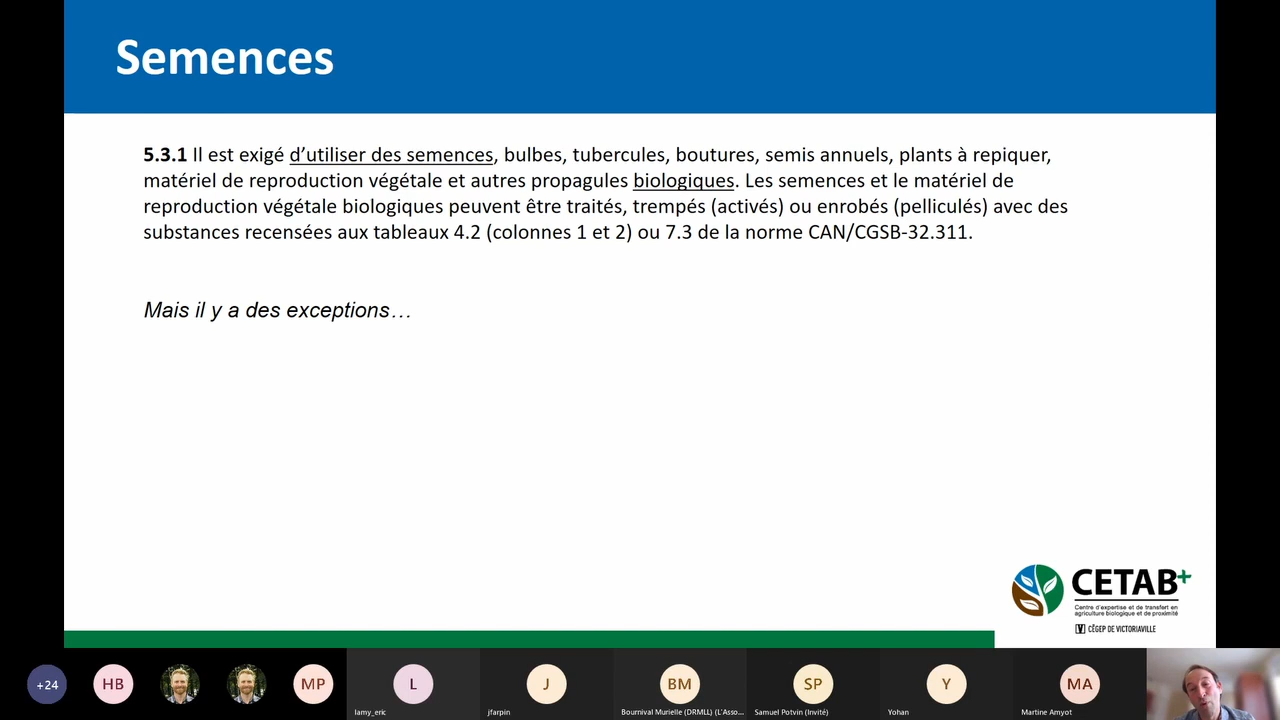 Semences
5.3.1 Il est exigé d’utiliser des semences, bulbes, tubercules, boutures, semis annuels, plants à repiquer,
matériel de reproduction végétale et autres propagules biologiques. Les semences et le matériel de
reproduction végétale biologiques peuvent être traités, trempés (activés) ou enrobés (pelliculés) avec des
substances recensées aux tableaux 4.2 (colonnes 1 et 2) ou 7.3 de la norme CAN/CGSB-32.311.
Mais il y a des exceptions…
CETAB+
Centre d'expertise et de transfert en
agriculture biologique et de proximité
CÉGEP DE VICTORIAVILLE
+24
HB
MP
L
J
BM
SP
Y
MA
lamy_eric
jfarpin
Bournival Murielle (DRMLL) (L'Asso...
Samuel Potvin (Invité)
Yohan
Martine Amyot